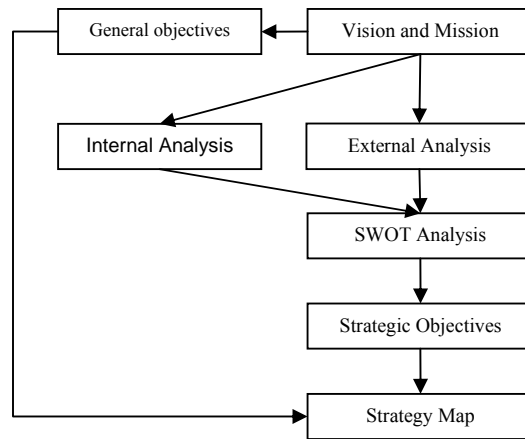 General objectives
Vision and Mission
Internal Analysis
External Analysis
SWOT Analysis
Strategic Objectives
Strategy Map